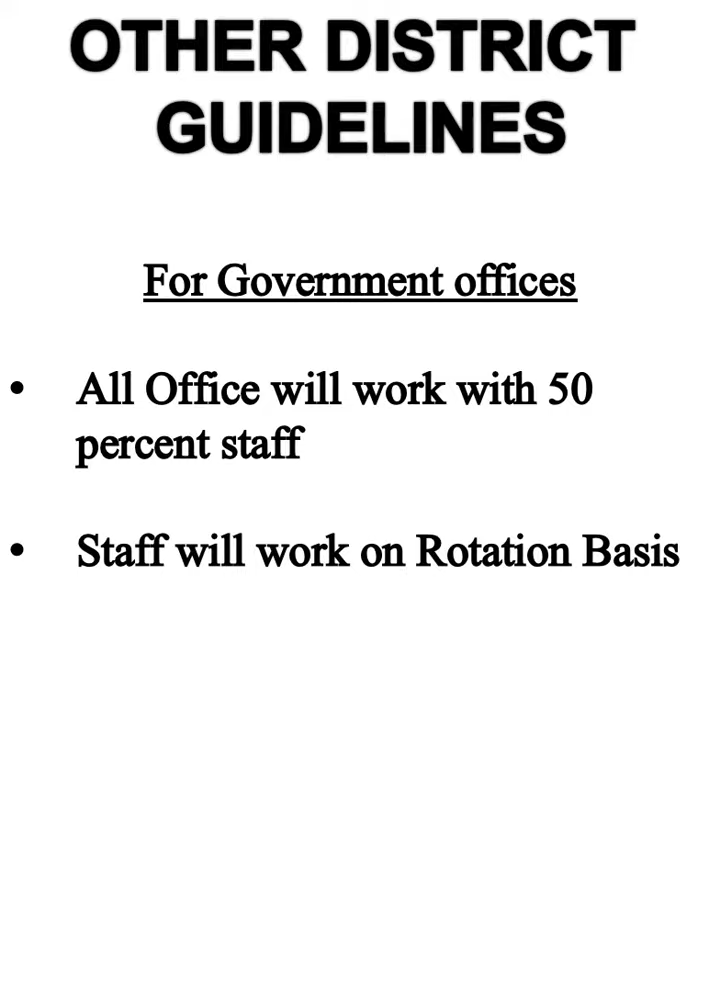 OTHER DISTRICT
GUIDELINES
For Government offices
• All Office will work with 50
percent staff
• Staff will work on Rotation Basis